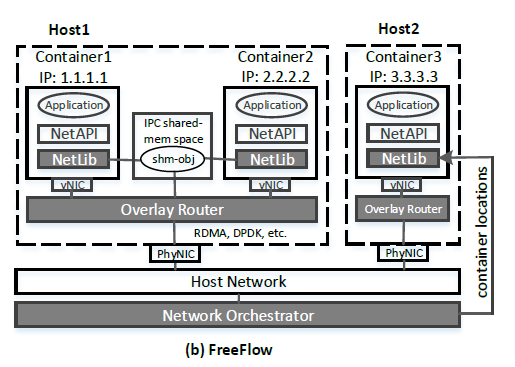 Host1
Host2
Container1
IP: 1.1.1.1
Container2
IP: 2.2.2.2
Container3
IP: 3.3.3.3
Application
NetAPI
NetLib
vNIC
IPC shared-
mem space
shm-obj
Application
NetAPI
NetLib
vNIC
Application
NetAPI
NetLib
vNIC
Overlay Router
Overlay Router
RDMA, DPDK, etc.
PhyNIC
PhyNIC
container locations
Host Network
Network Orchestrator
(b) FreeFlow